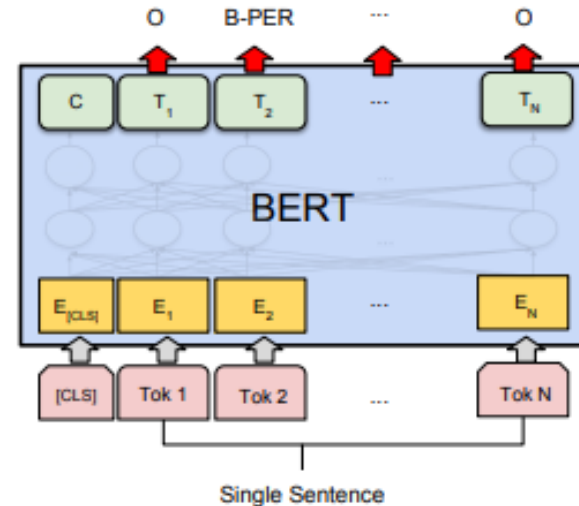 O B-PER ... O
C T1 T2 ... TN
...
BERT
...
E[CLS] E1 E2 ... EN
[CLS] Tok 1 Tok 2 ... Tok N
Single Sentence